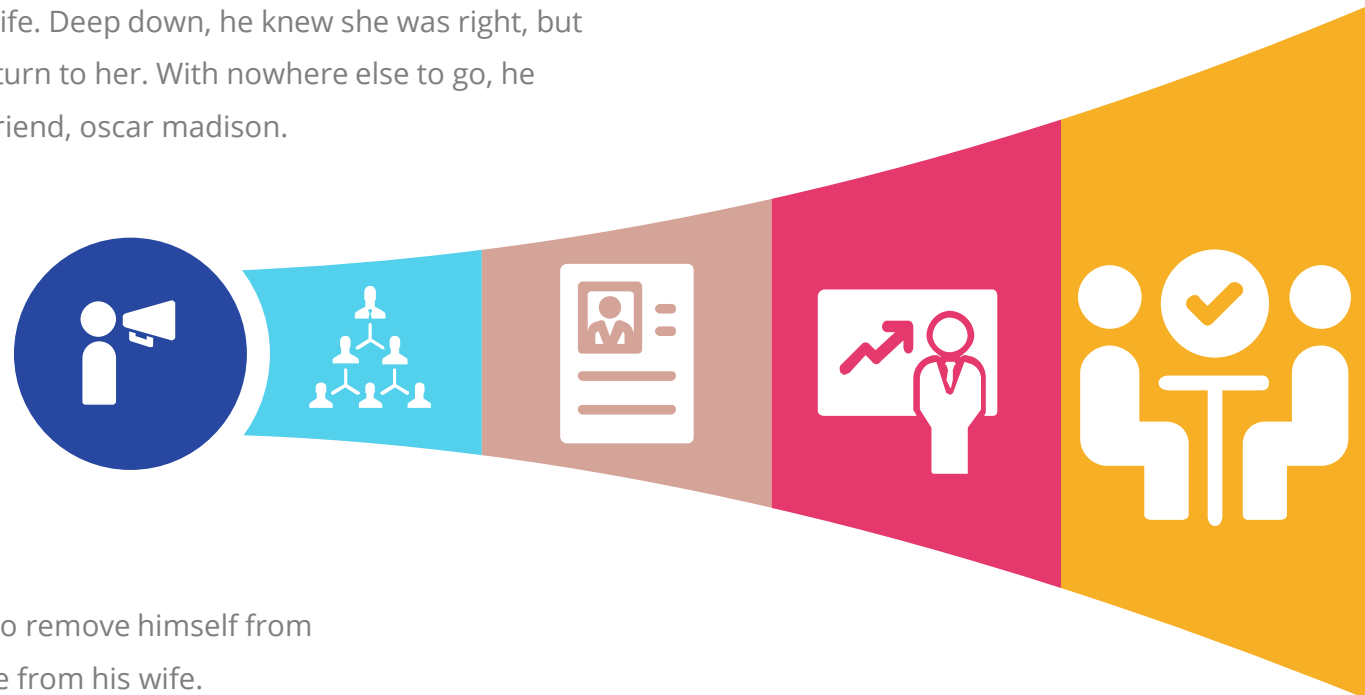 ife. Deep down, he knew she was right, but
turn to her. With nowhere else to go, he
riend, oscar madison.
o remove himself from
e from his wife.